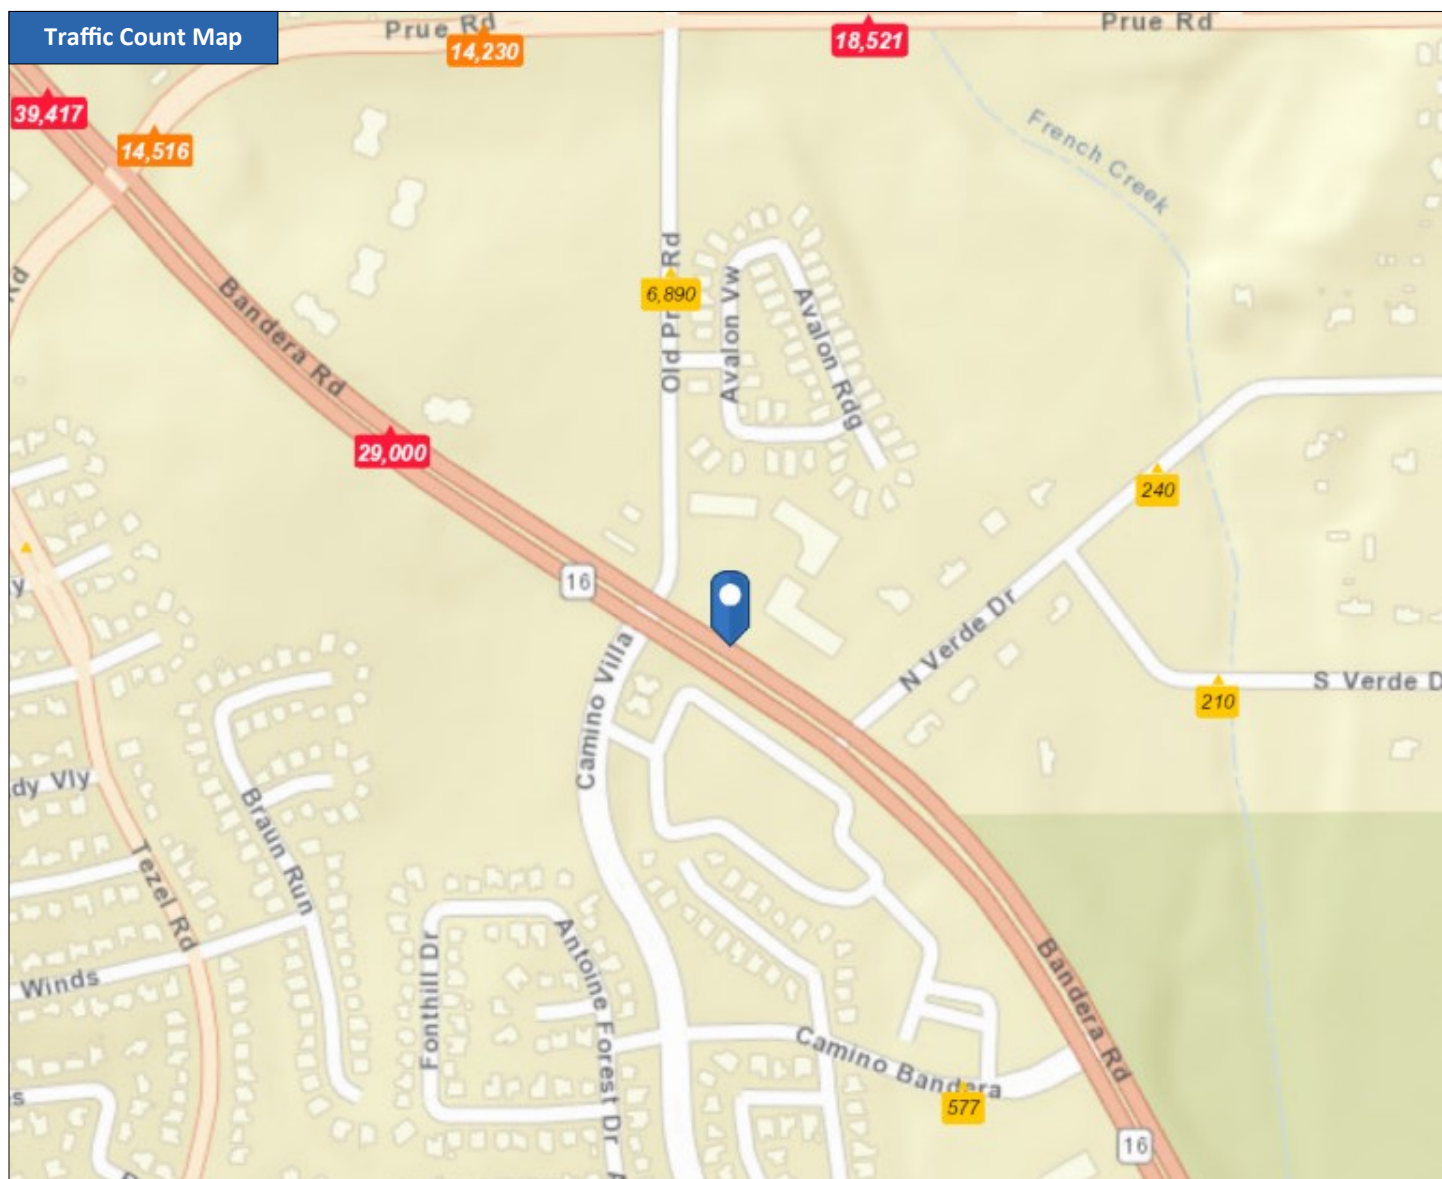 Traffic Count Map
Prue Rd
14,230
18,521
Prue Rd
39,417
14,516
French Creek
Rd
Bandera Rd
Old Rd
6,890
Avalon Vw
Avalon Rdg
29,000
240
16
y
N Verde Dr
Camino Villa
S Verde D
210
dy Vly
Braun Run
Tezel Rd
Winds
Fonthill Dr
Antoine Forest Dr
Bandera Rd
Camino Bandera
577
16
s